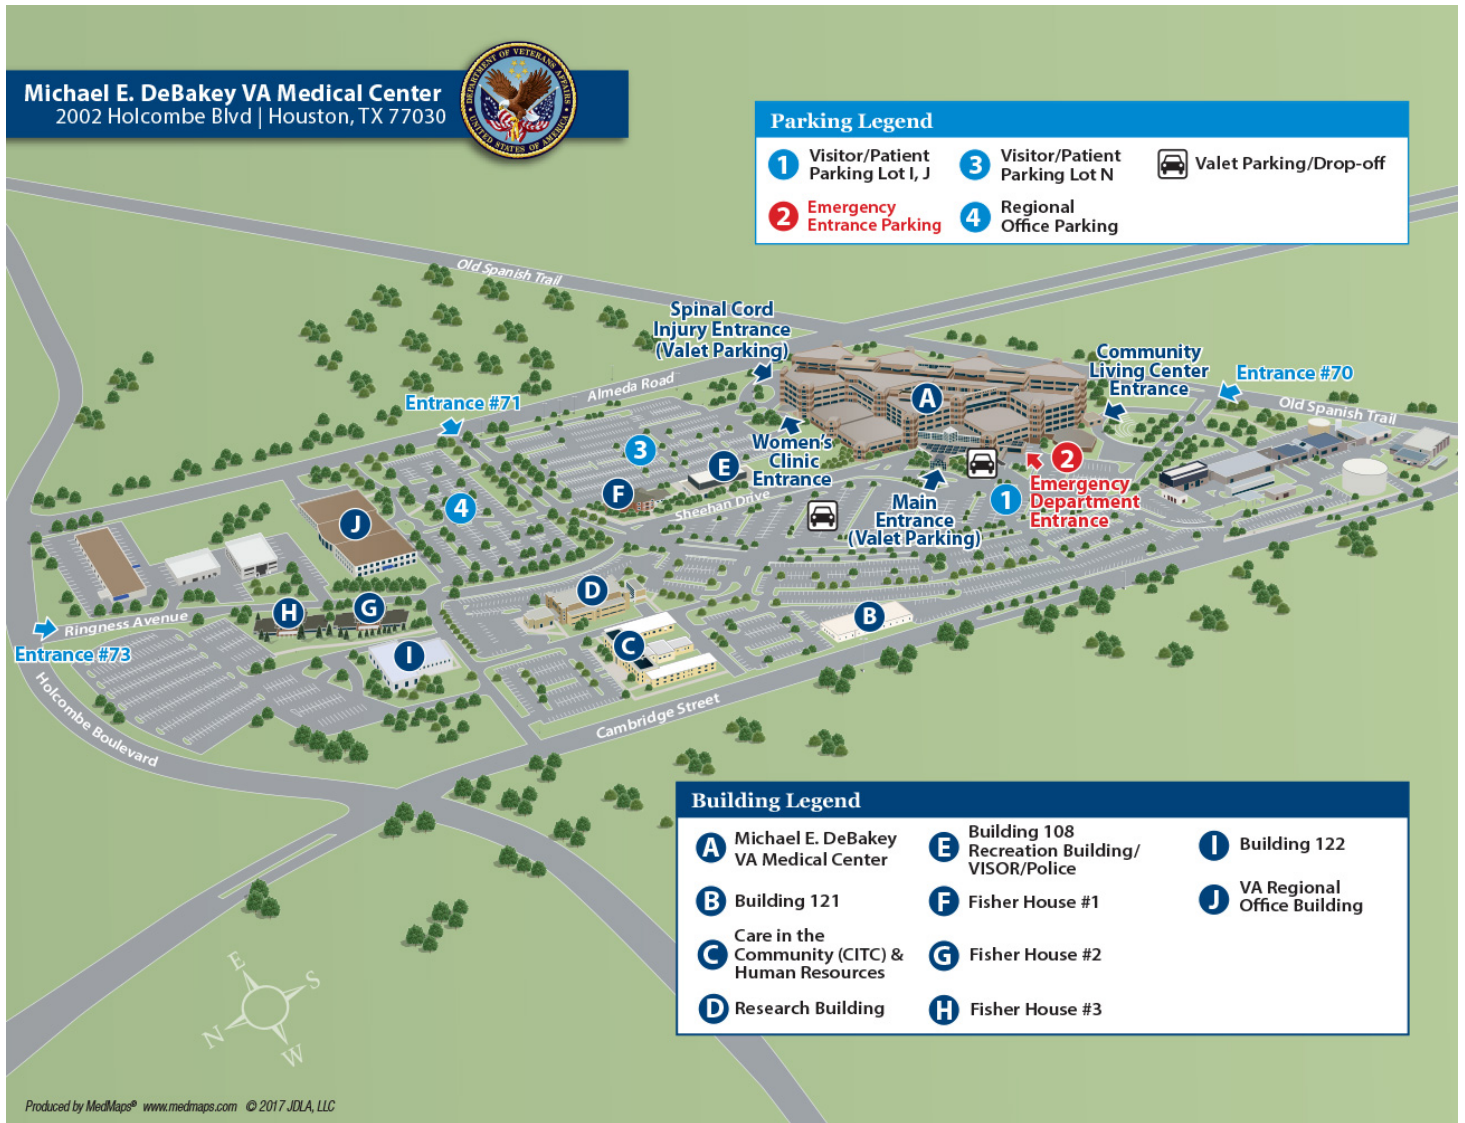 Michael E. DeBakey VA Medical Center
2002 Holcombe Blvd | Houston, TX 77030
DEPARTMENT OF VETERANS AFFAIRS
UNITED STATES OF AMERICA
Parking Legend
1 Visitor/Patient
Parking Lot I, J
3 Visitor/Patient
Parking Lot N
Valet Parking/Drop-off
2 Emergency
Entrance Parking
4 Regional
Office Parking
Old Spanish Trail
Spinal Cord
Injury Entrance
(Valet Parking)
Almeda Road
Community
Living Center
Entrance
Entrance #70
Old Spanish Trail
Entrance #71
A
3
E
F
Women's
Clinic
Entrance
Sheehan Drive
2
Emergency
Department
Entrance
1
Main
Entrance
(Valet Parking)
4
J
D
H
G
B
C
I
Ringness Avenue
Entrance #73
Holcombe Boulevard
Cambridge Street
Building Legend
A Michael E. DeBakey
VA Medical Center
B Building 121
C Care in the
Community (CITC) &
Human Resources
D Research Building
E Building 108
Recreation Building/
VISOR/Police
F Fisher House #1
G Fisher House #2
H Fisher House #3
I Building 122
J VA Regional
Office Building
E
S
N
W
Produced by MedMaps® www.medmaps.com © 2017 JDLA, LLC